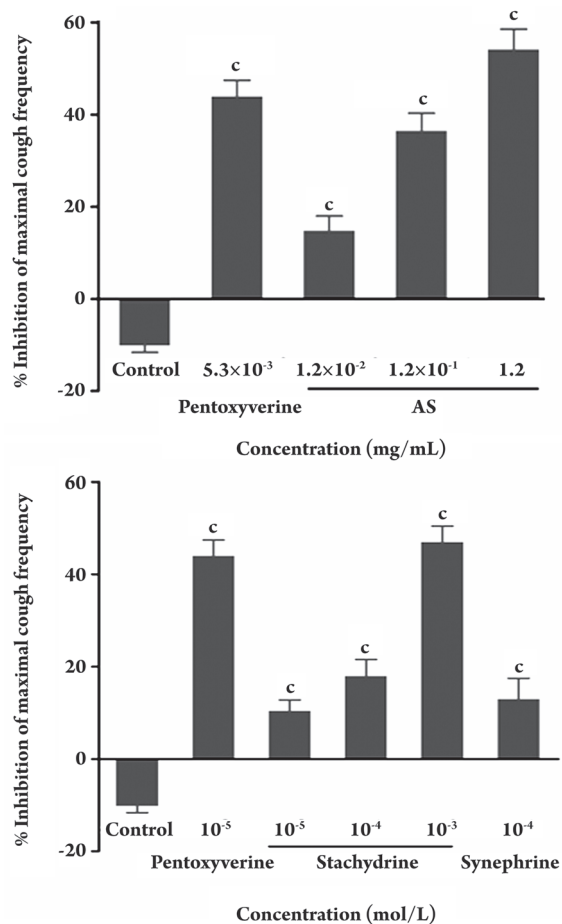 % Inhibition of maximal cough frequency
60
40
20
0
-20
c
c
c
c
Control
5.3×10⁻³
1.2×10⁻²
1.2×10⁻¹
1.2
Pentoxyverine
AS
Concentration (mg/mL)
% Inhibition of maximal cough frequency
60
40
20
0
-20
c
c
c
c
c
Control
10⁻⁵
10⁻⁵
10⁻⁴
10⁻³
10⁻⁴
Pentoxyverine
Stachydrine
Synephrine
Concentration (mol/L)